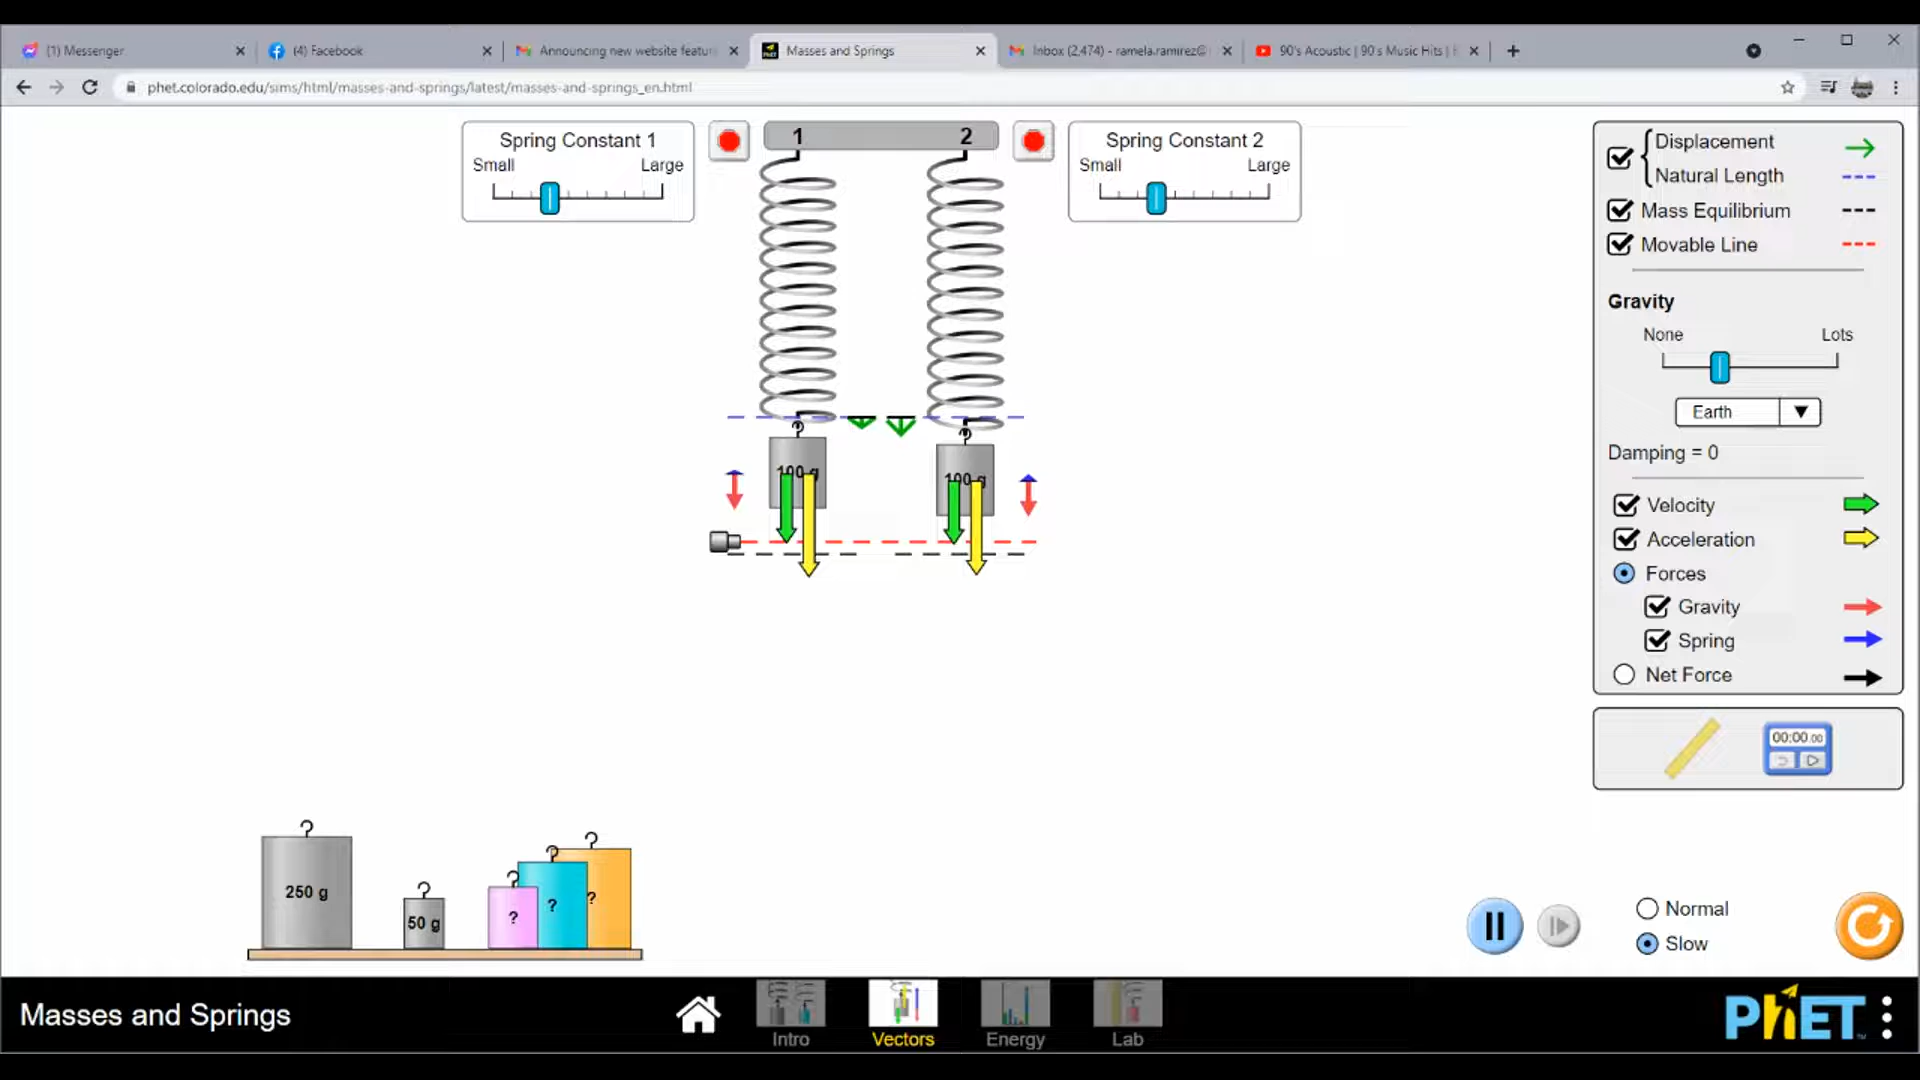 (1) Messenger
(4) Facebook
Announcing new website featur
Masses and Springs
Inbox (2,474) - ramela.ramirez@
90's Acoustic | 90 s Music Hits |
phet.colorado.edu/sims/html/masses-and-springs/latest/masses-and-springs_en.html
Spring Constant 1
Small
Large
1
2
Spring Constant 2
Small
Large
Displacement
Natural Length
Mass Equilibrium
Movable Line
Gravity
None
Lots
Earth
Damping = 0
Velocity
Acceleration
Forces
Gravity
Spring
Net Force
00:00.00
100 g
100 g
250 g
50 g
?
?
?
Normal
Slow
Masses and Springs
Intro
Vectors
Energy
Lab
PhET